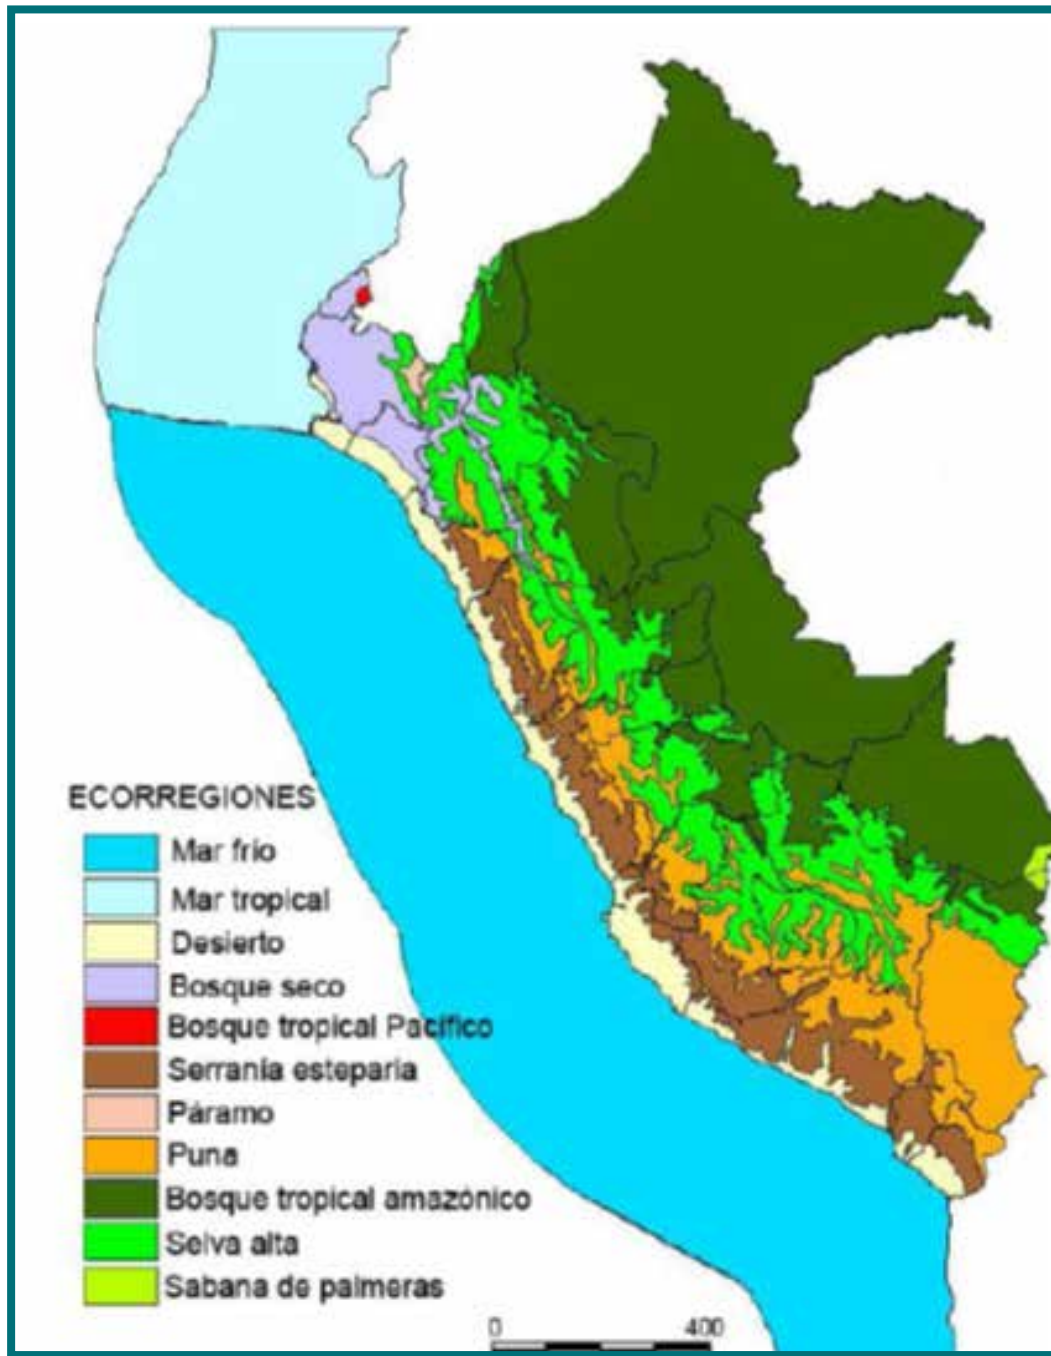 ECORREGIONES
Mar frío
Mar tropical
Desierto
Bosque seco
Bosque tropical Pacífico
Serranía esteparia
Páramo
Puna
Bosque tropical amazónico
Selva alta
Sabana de palmeras
0 400